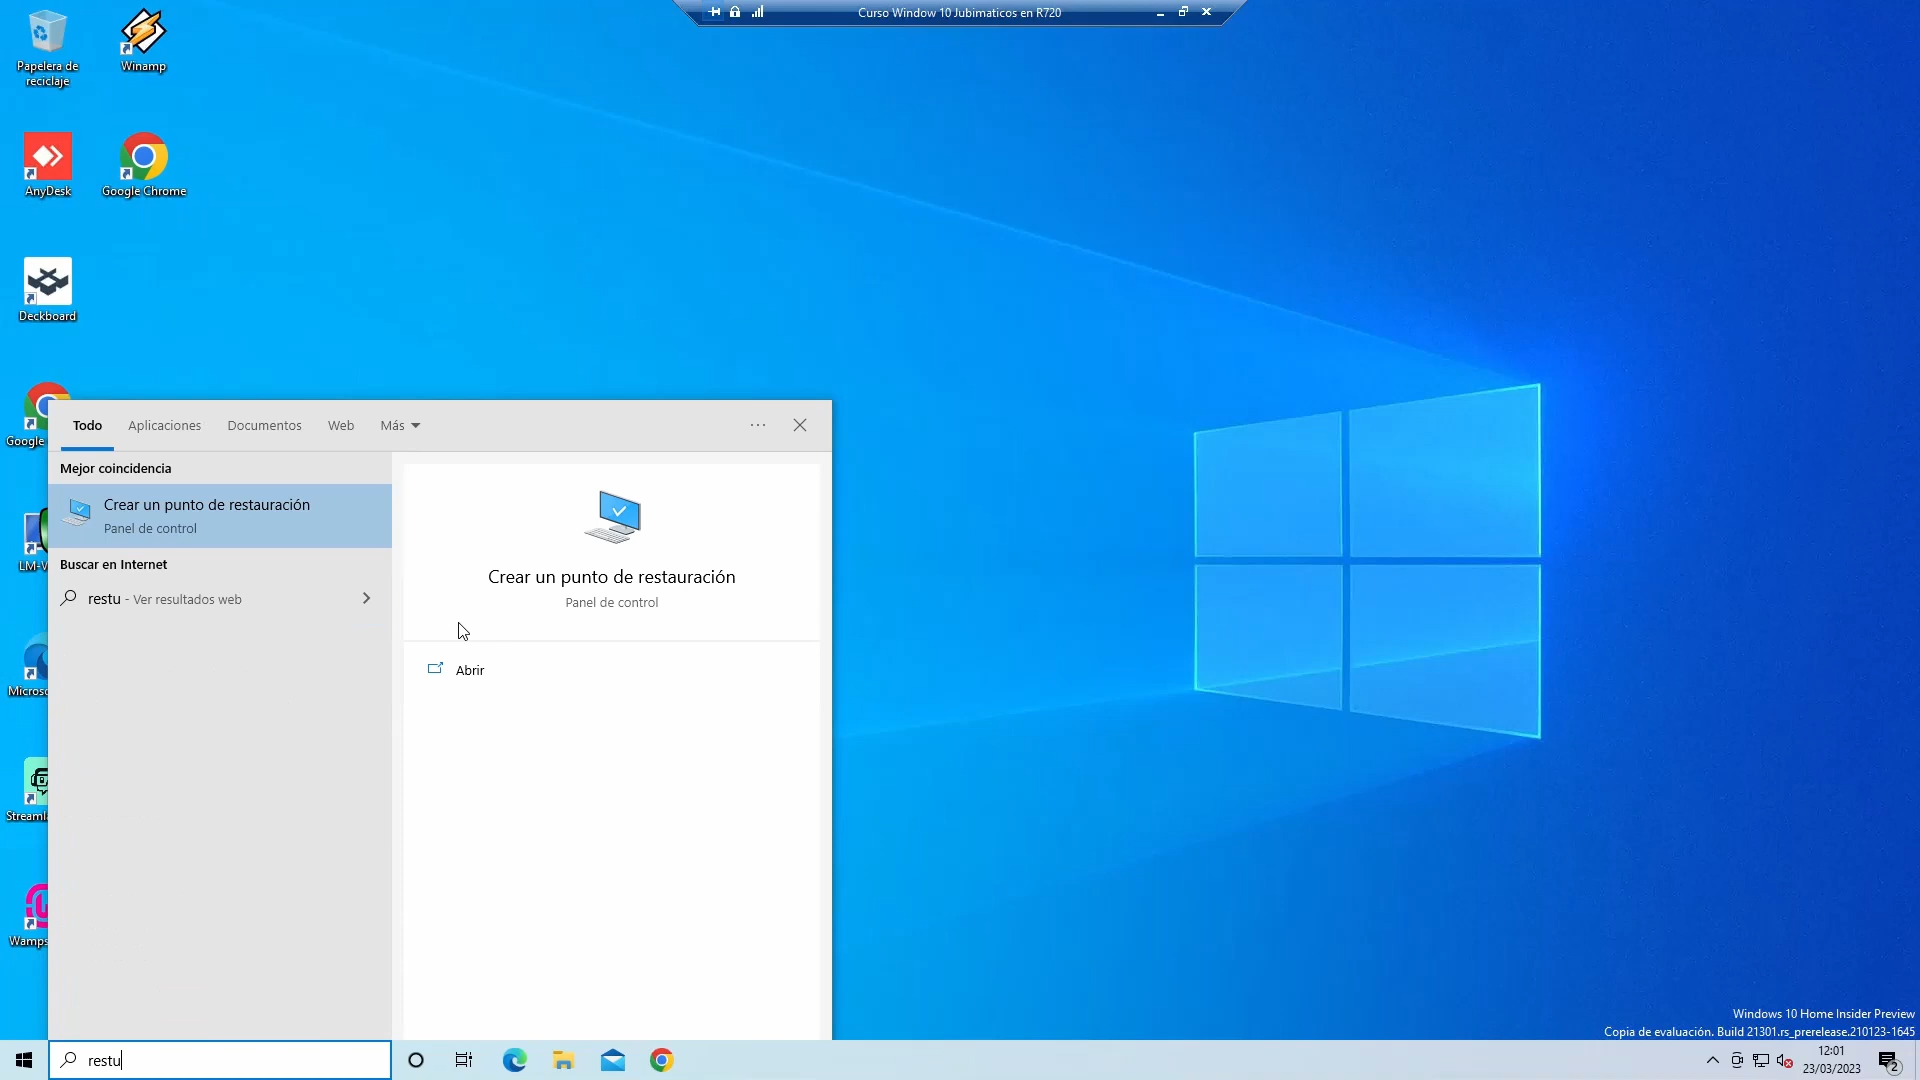 Curso Window 10 Jubimaticos en R720
Papelera de
reciclaje
Winamp
AnyDesk
Google Chrome
Deckboard
Google
LM-V
Microso
Streamla
Wamps
Todo
Aplicaciones
Documentos
Web
Más
Mejor coincidencia
Crear un punto de restauración
Panel de control
Buscar en Internet
restu - Ver resultados web
Crear un punto de restauración
Panel de control
Abrir
Windows 10 Home Insider Preview
Copia de evaluación. Build 21301.rs_prerelease.210123-1645
restu
12:01
23/03/2023
2